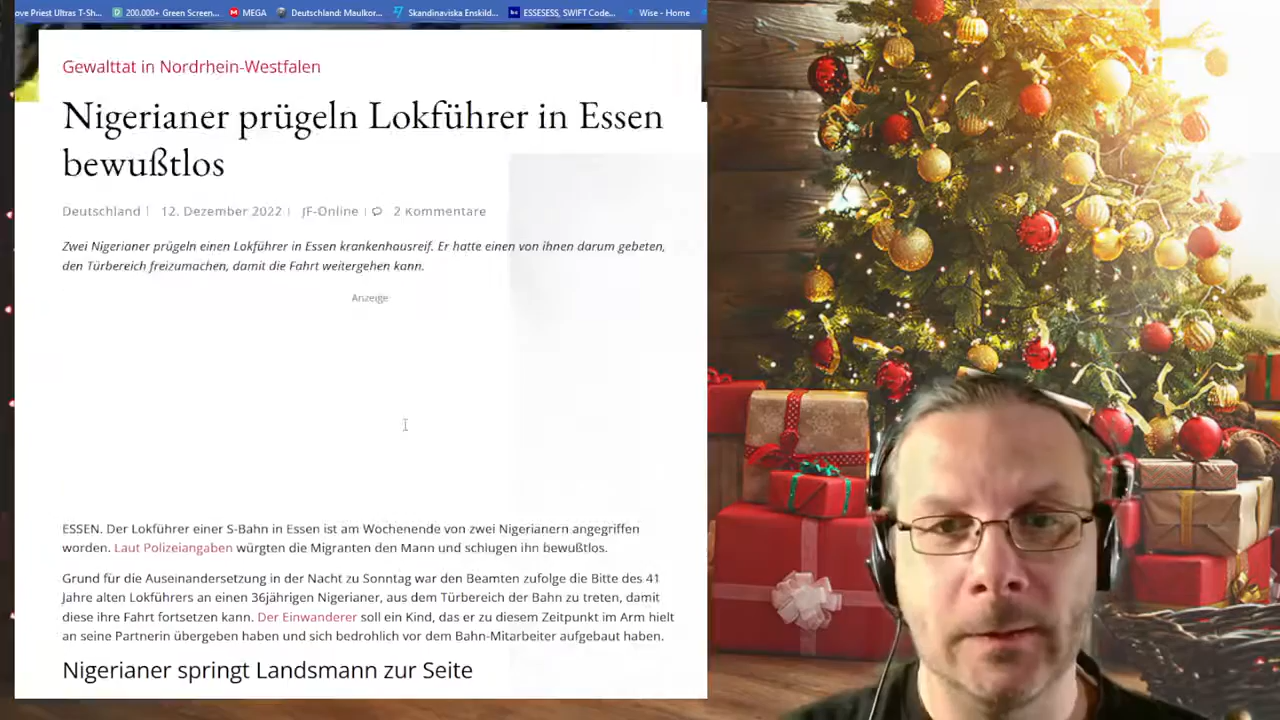 ove Priest Ultras T-Sh... 200.000+ Green Screen... MEGA Deutschland: Maulkor... Skandinaviska Enskild... ESSESESS, SWIFT Code... Wise - Home
Gewalttat in Nordrhein-Westfalen
Nigerianer prügeln Lokführer in Essen
bewußtlos
Deutschland | 12. Dezember 2022 | JF-Online | 2 Kommentare
Zwei Nigerianer prügeln einen Lokführer in Essen krankenhausreif. Er hatte einen von ihnen darum gebeten,
den Türbereich freizumachen, damit die Fahrt weitergehen kann.
Anzeige
ESSEN. Der Lokführer einer S-Bahn in Essen ist am Wochenende von zwei Nigerianern angegriffen
worden. Laut Polizeiangaben würgten die Migranten den Mann und schlugen ihn bewußtlos.
Grund für die Auseinandersetzung in der Nacht zu Sonntag war den Beamten zufolge die Bitte des 41
Jahre alten Lokführers an einen 36jährigen Nigerianer, aus dem Türbereich der Bahn zu treten, damit
diese ihre Fahrt fortsetzen kann. Der Einwanderer soll ein Kind, das er zu diesem Zeitpunkt im Arm hielt
an seine Partnerin übergeben haben und sich bedrohlich vor dem Bahn-Mitarbeiter aufgebaut haben.
Nigerianer springt Landsmann zur Seite